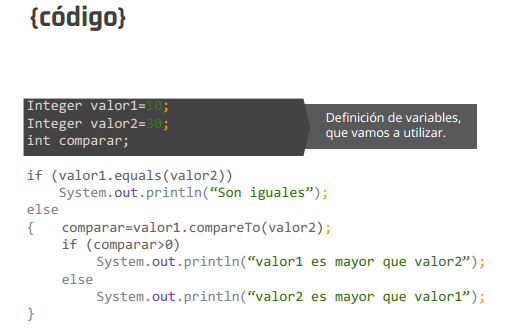 {código}
Integer valor1=10;
Integer valor2=30;
int comparar;
Definición de variables,
que vamos a utilizar.
if (valor1.equals(valor2))
System.out.println(“Son iguales”);
else
{ comparar=valor1.compareTo(valor2);
if (comparar>0)
System.out.println(“valor1 es mayor que valor2”);
else
System.out.println(“valor2 es mayor que valor1”);
}